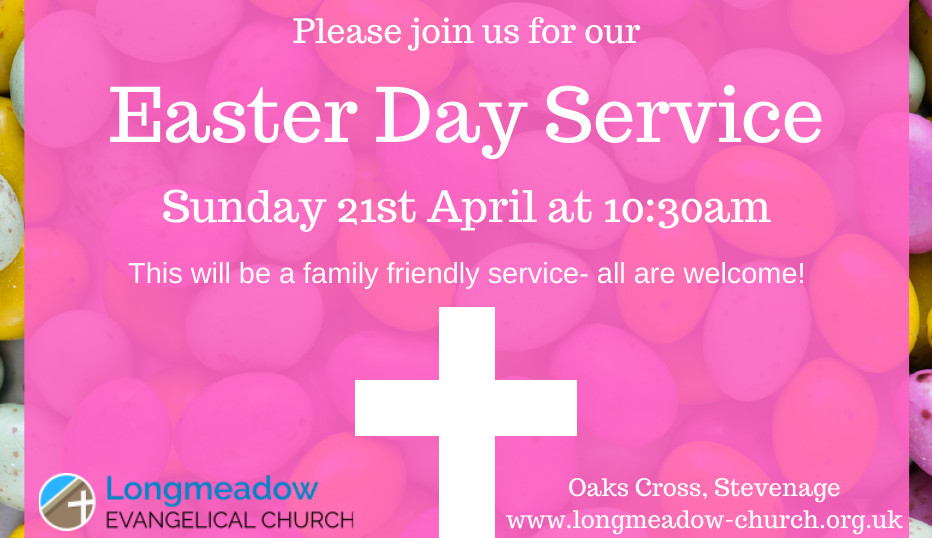 Please join us for our
Easter Day Service
Sunday 21st April at 10:30am
This will be a family friendly service- all are welcome!
Longmeadow
EVANGELICAL CHURCH
Oaks Cross, Stevenage
www.longmeadow-church.org.uk